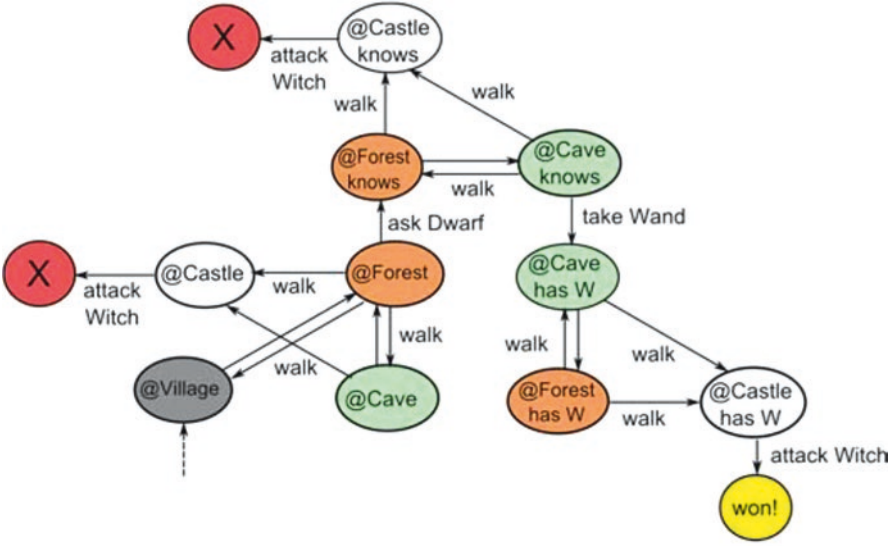 @Castle
knows
X
attack
Witch
walk
walk
@Forest
knows
@Cave
knows
walk
ask Dwarf
take Wand
X
@Castle
@Forest
@Cave
has W
attack
Witch
walk
walk
walk
walk
walk
@Village
@Cave
@Forest
has W
@Castle
has W
walk
attack Witch
won!